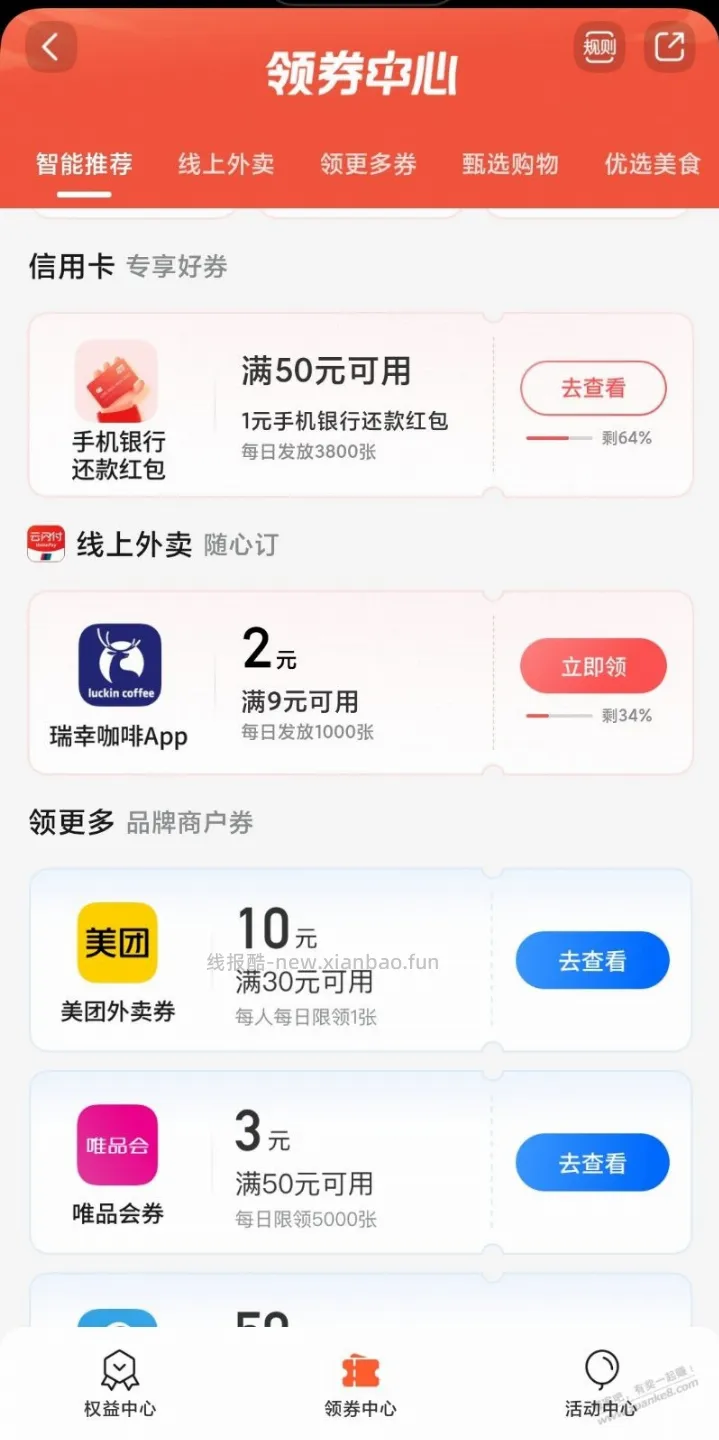 领券中心
规则
智能推荐 线上外卖 领更多券 甄选购物 优选美食
信用卡 专享好券
满50元可用
1元手机银行还款红包
每日发放3800张
手机银行
还款红包
去查看
剩64%
云闪付
线上外卖 随心订
luckin coffee
瑞幸咖啡App
2元
满9元可用
每日发放1000张
立即领
剩34%
领更多 品牌商户券
美团
美团外卖券
10元
线报酷-new.xianbao.fun
满30元可用
每人每日限领1张
去查看
唯品会
唯品会券
3元
满50元可用
每日限领5000张
去查看
权益中心 领券中心 活动中心